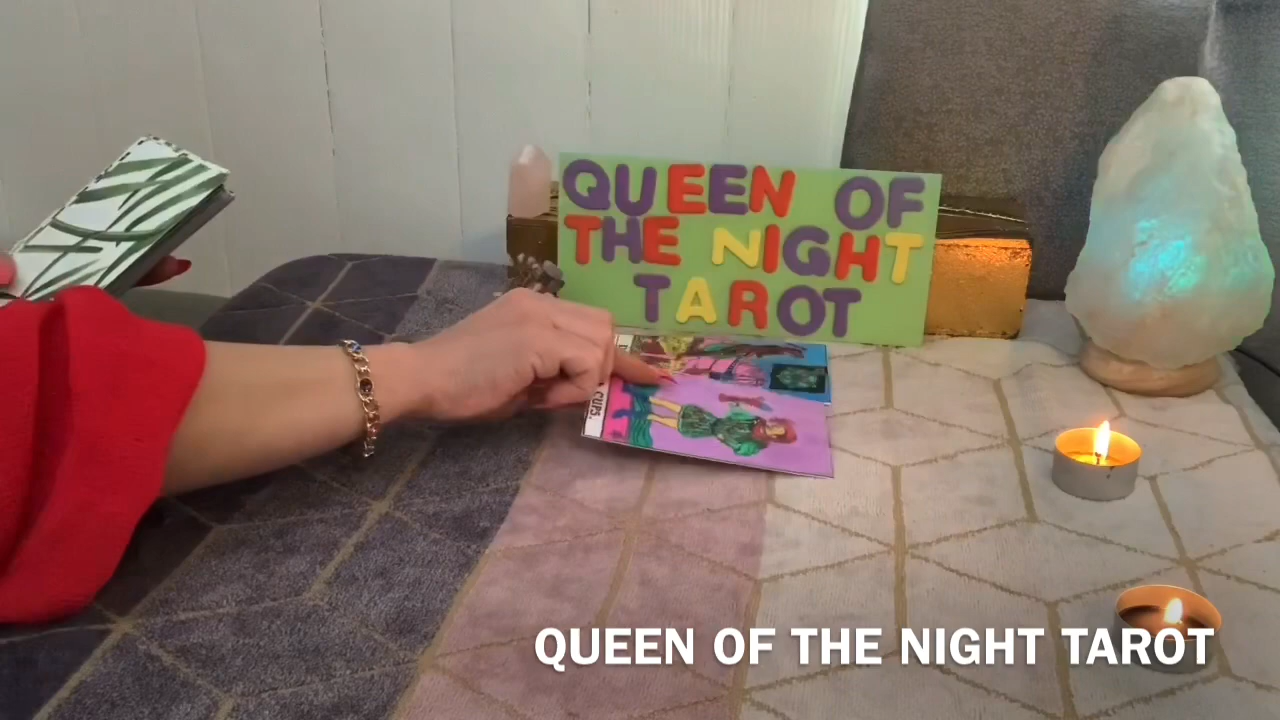 QUEEN OF
THE NIGHT
TAROT
CUPS.
QUEEN OF THE NIGHT TAROT